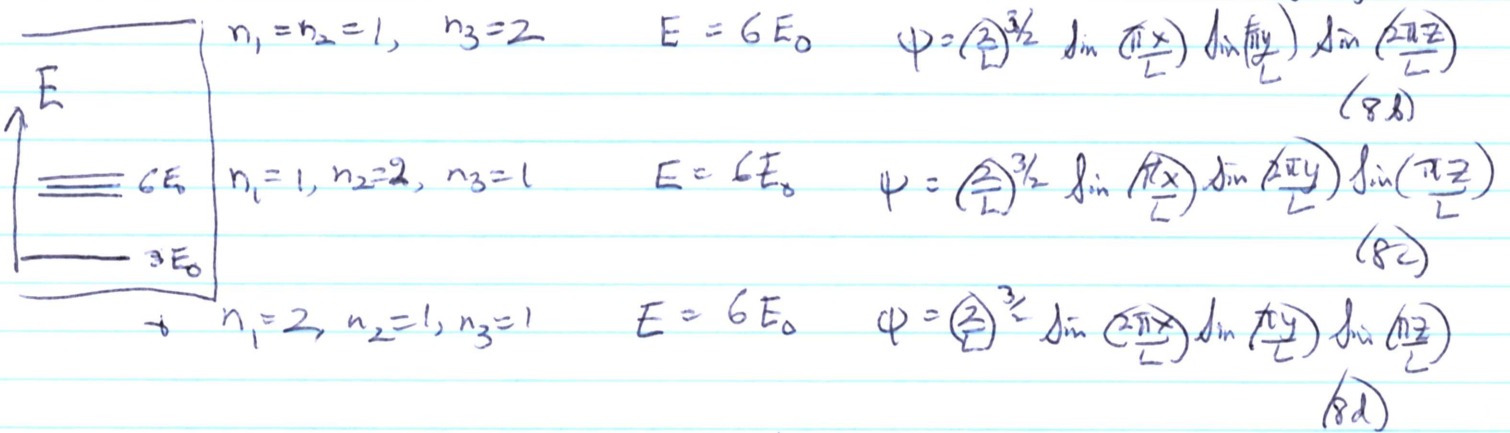 n₁ = n₂ = 1, n₃ = 2 E = 6E₀ ψ = (2/L)^3/2 sin (πx/L) sin (πy/L) sin (2πz/L)
(8b)
E
6E₀ n₁ = 1, n₂ = 2, n₃ = 1 E = 6E₀ ψ = (2/L)^3/2 sin (πx/L) sin (2πy/L) sin (πz/L)
(8c)
3E₀
n₁ = 2, n₂ = 1, n₃ = 1 E = 6E₀ ψ = (2/L)^3/2 sin (2πx/L) sin (πy/L) sin (πz/L)
(8d)